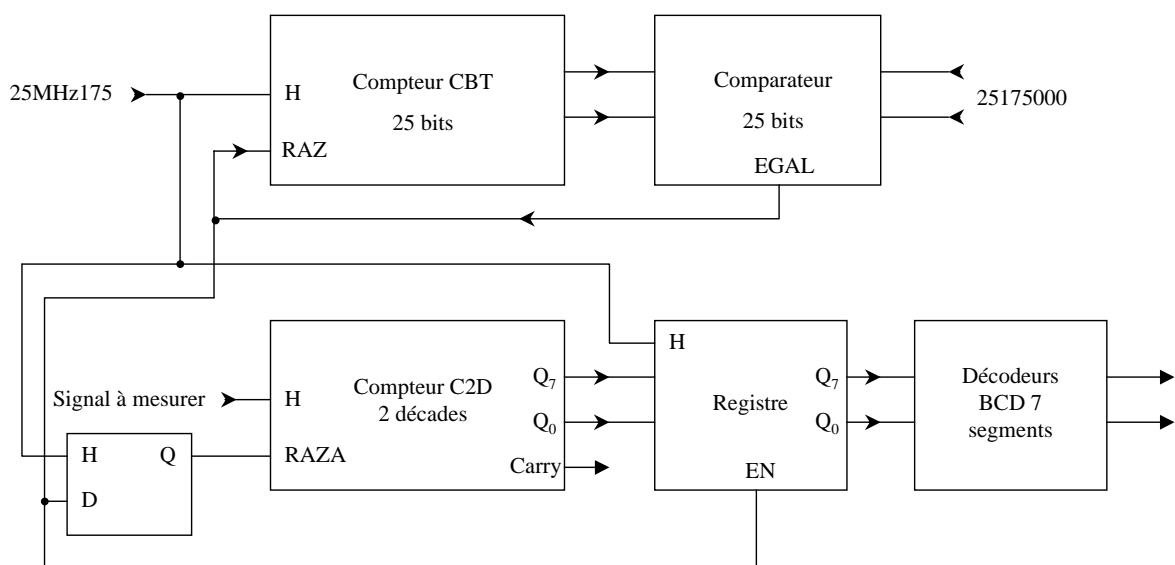 25MHz175
H
RAZ
Compteur CBT
25 bits
Comparateur
25 bits
EGAL
25175000
Signal à mesurer
H
RAZA
Compteur C2D
2 décades
Q7
Q0
Carry
H
Registre
Q7
Q0
EN
Décodeurs
BCD 7
segments
H
Q
D